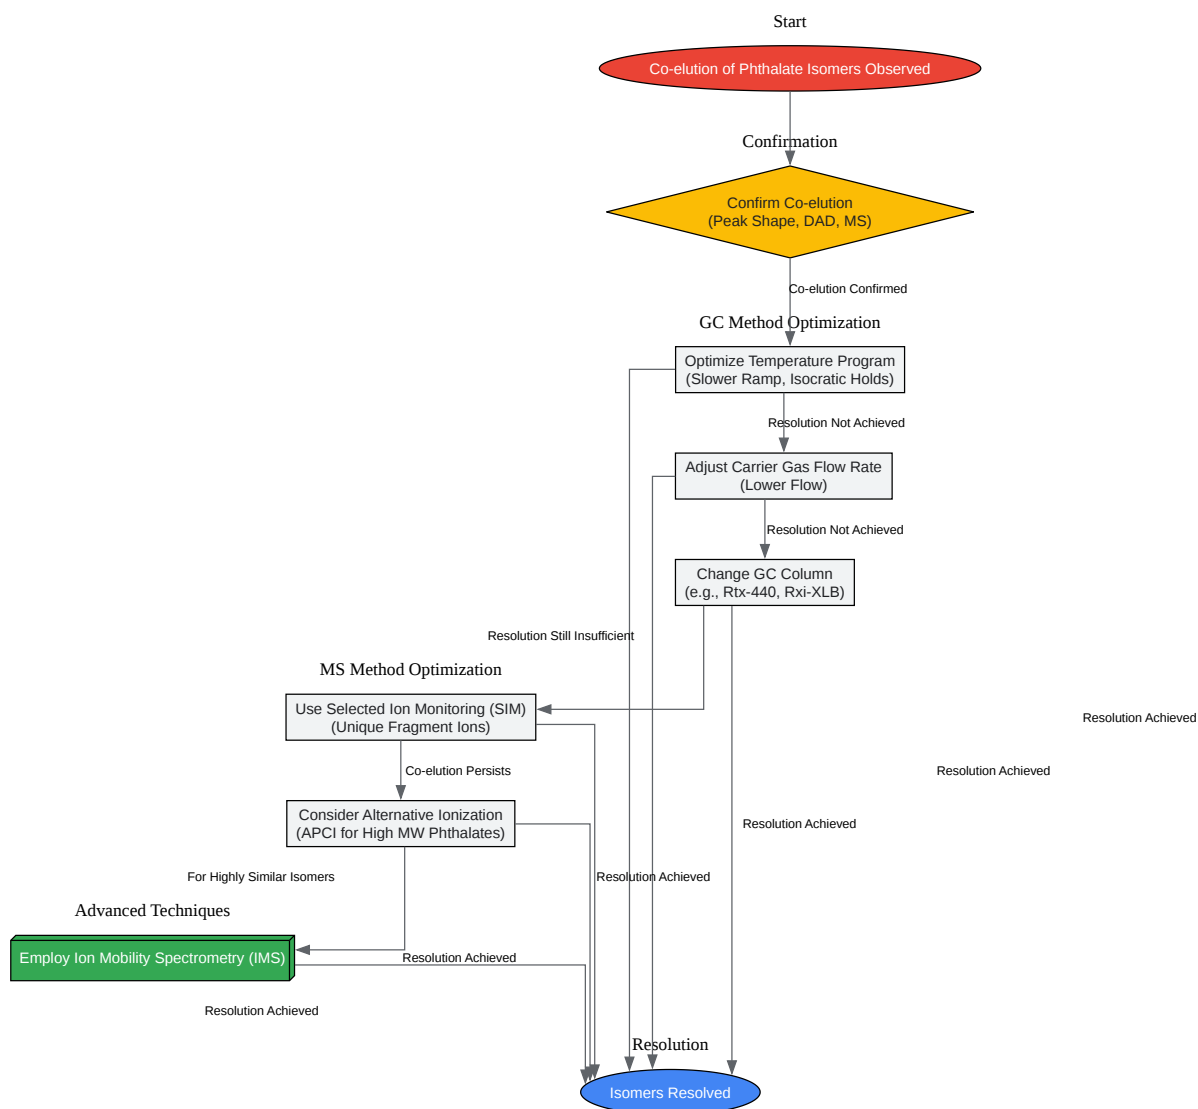 Start
Co-elution of Phthalate Isomers Observed
Confirmation
Confirm Co-elution
(Peak Shape, DAD, MS)
Co-elution Confirmed
GC Method Optimization
Optimize Temperature Program
(Slower Ramp, Isocratic Holds)
Resolution Not Achieved
Adjust Carrier Gas Flow Rate
(Lower Flow)
Resolution Not Achieved
Change GC Column
(e.g., Rtx-440, Rxi-XLB)
Resolution Still Insufficient
MS Method Optimization
Use Selected Ion Monitoring (SIM)
(Unique Fragment Ions)
Resolution Achieved
Co-elution Persists
Resolution Achieved
Consider Alternative Ionization
(APCI for High MW Phthalates)
Resolution Achieved
For Highly Similar Isomers
Resolution Achieved
Advanced Techniques
Employ Ion Mobility Spectrometry (IMS)
Resolution Achieved
Resolution Achieved
Resolution
Isomers Resolved